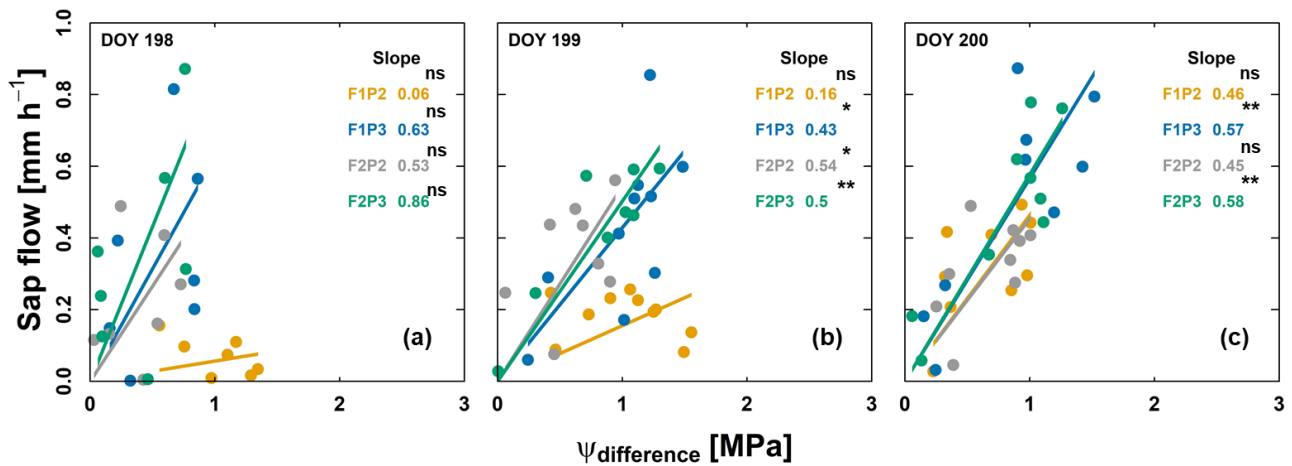 Sap flow [mm h⁻¹]
1.0
0.8
0.6
0.4
0.2
0.0
DOY 198
Slope
ns
F1P2 0.06
ns
F1P3 0.63
ns
F2P2 0.53
ns
F2P3 0.86
(a)
0 1 2 3
DOY 199
Slope
ns
F1P2 0.16
*
F1P3 0.43
*
F2P2 0.54
**
F2P3 0.5
(b)
0 1 2 3
DOY 200
Slope
ns
F1P2 0.46
**
F1P3 0.57
ns
F2P2 0.45
**
F2P3 0.58
(c)
0 1 2 3
ψdifference [MPa]